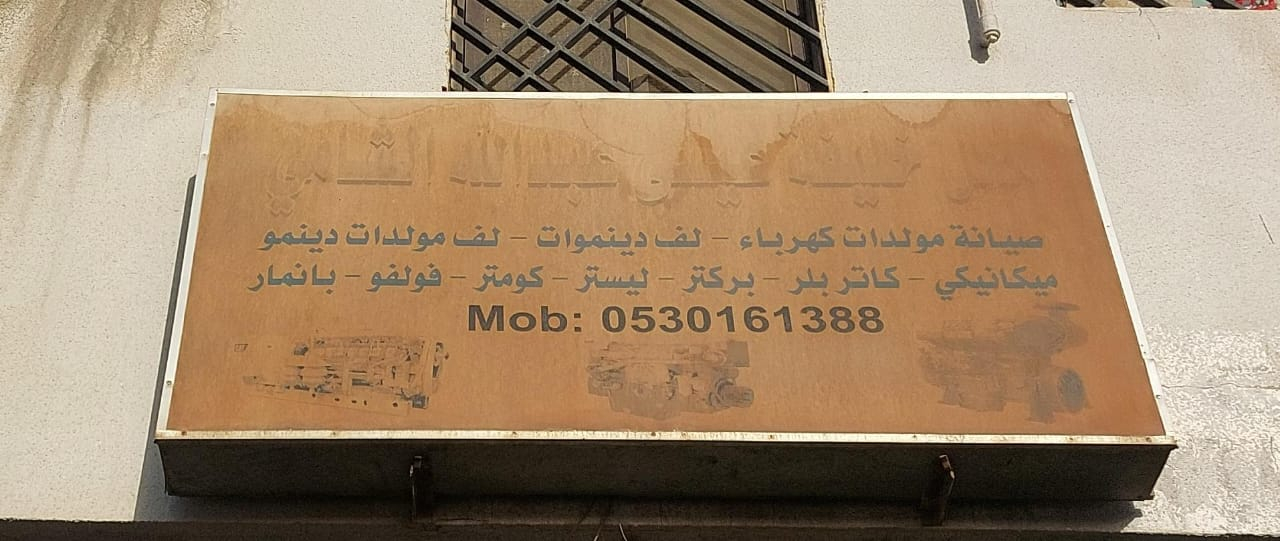 صيانة مولدات كهرباء - لف دينموات - لف مولدات دينمو
ميكانيكي - كاتر بلر - بركتر - ليستر - كومتر - فولفو - بانمار
Mob: 0530161388